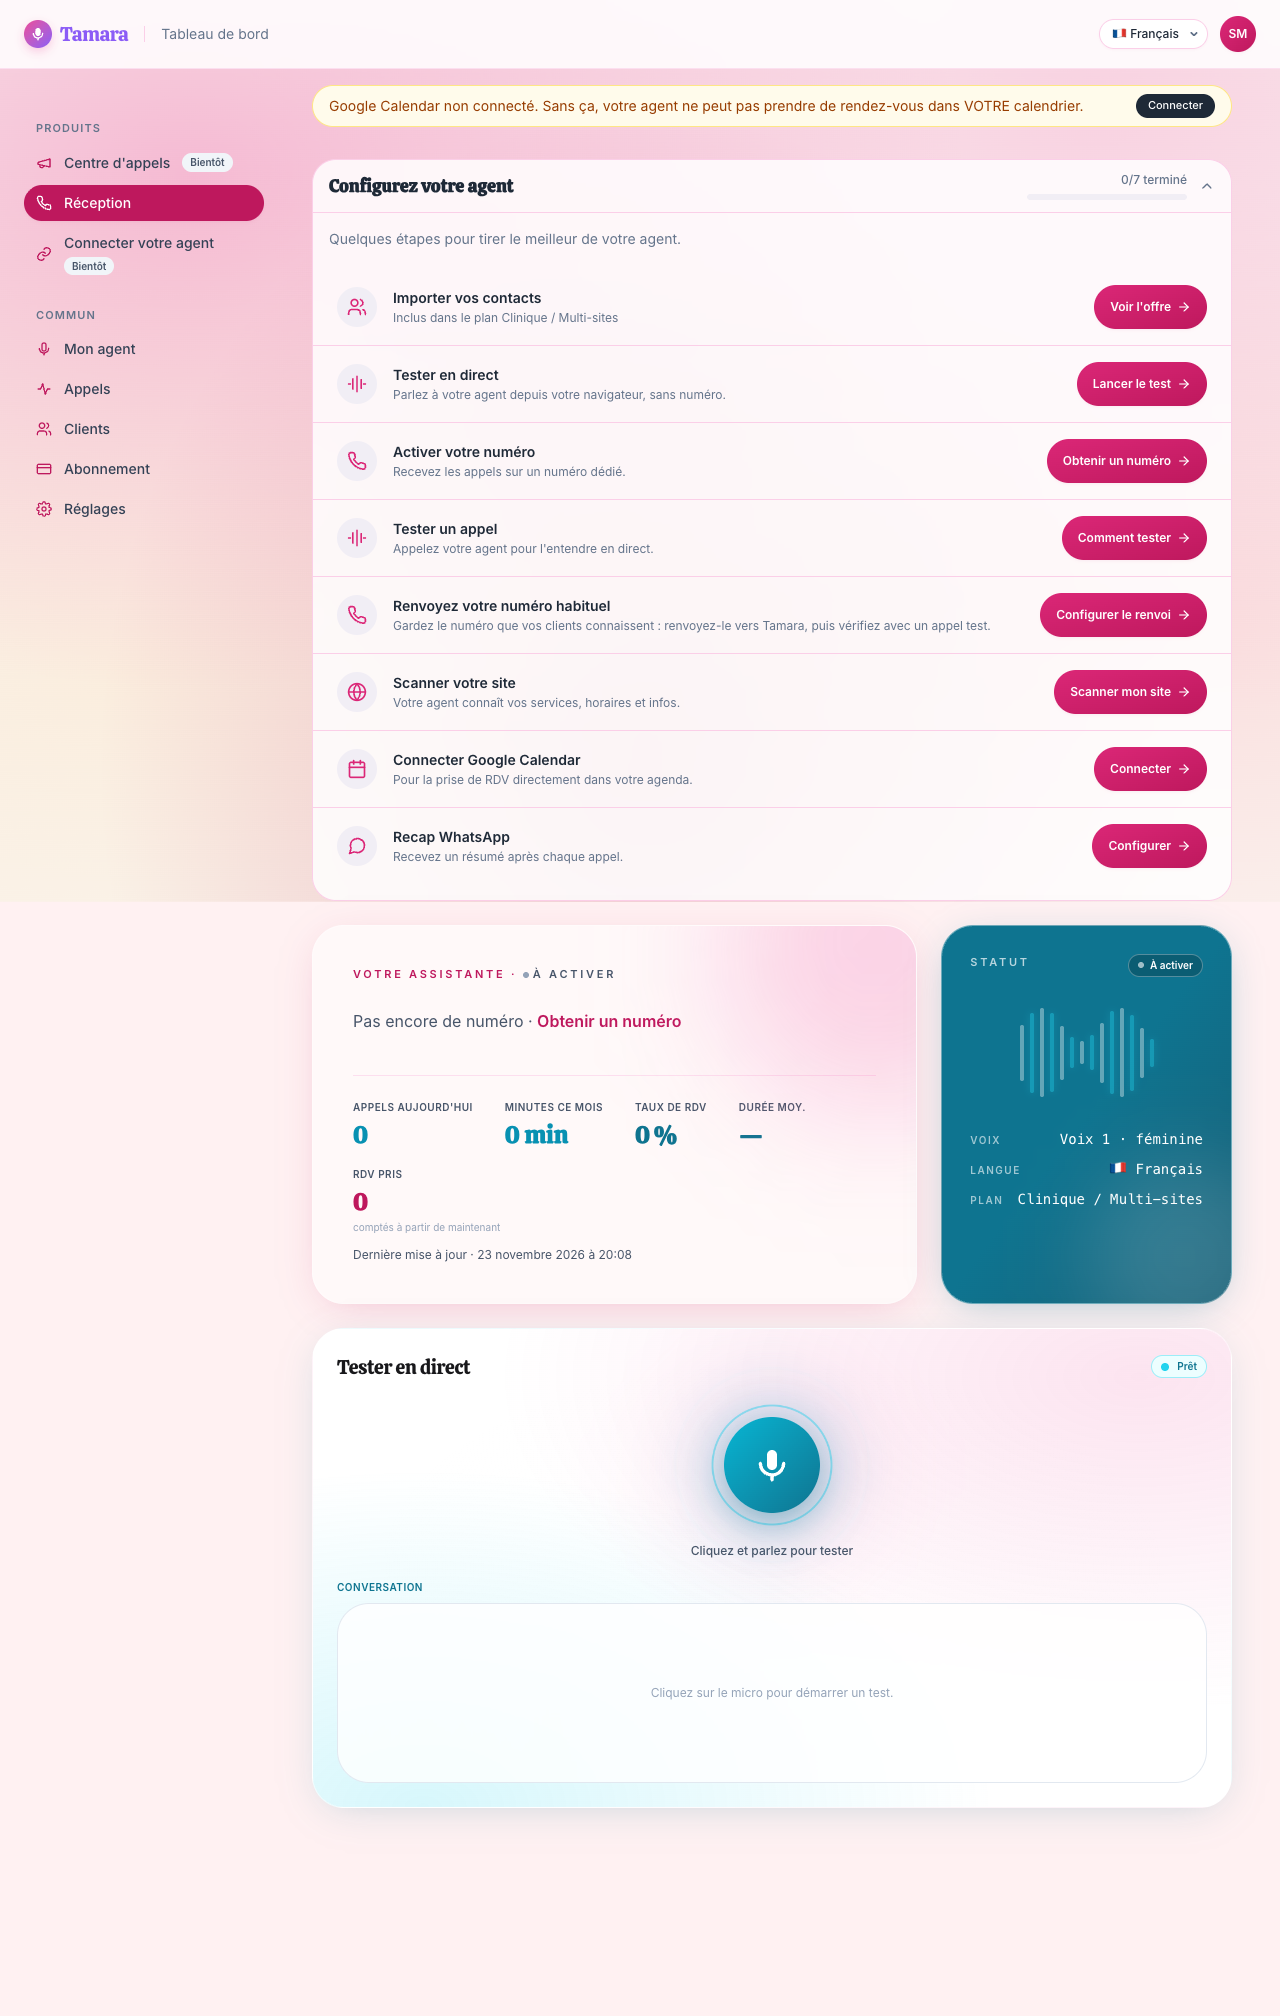 Tamara
Tableau de bord
🇫🇷 Français
SM
PRODUITS
Centre d'appels
Bientôt
Réception
Connecter votre agent
Bientôt
COMMUN
Mon agent
Appels
Clients
Abonnement
Réglages
Google Calendar non connecté. Sans ça, votre agent ne peut pas prendre de rendez-vous dans VOTRE calendrier.
Connecter
Configurez votre agent
0/7 terminé
Quelques étapes pour tirer le meilleur de votre agent.
Importer vos contacts
Inclus dans le plan Clinique / Multi-sites
Voir l'offre →
Tester en direct
Parlez à votre agent depuis votre navigateur, sans numéro.
Lancer le test →
Activer votre numéro
Recevez les appels sur un numéro dédié.
Obtenir un numéro →
Tester un appel
Appelez votre agent pour l'entendre en direct.
Comment tester →
Renvoyez votre numéro habituel
Gardez le numéro que vos clients connaissent : renvoyez-le vers Tamara, puis vérifiez avec un appel test.
Configurer le renvoi →
Scanner votre site
Votre agent connaît vos services, horaires et infos.
Scanner mon site →
Connecter Google Calendar
Pour la prise de RDV directement dans votre agenda.
Connecter →
Recap WhatsApp
Recevez un résumé après chaque appel.
Configurer →
VOTRE ASSISTANTE · À ACTIVER
Pas encore de numéro · Obtenir un numéro
APPELS AUJOURD'HUI
0
MINUTES CE MOIS
0 min
TAUX DE RDV
0 %
DURÉE MOY.
—
RDV PRIS
0
comptés à partir de maintenant
Dernière mise à jour · 23 novembre 2026 à 20:08
STATUT
À activer
VOIX
Voix 1 · féminine
LANGUE
🇫🇷 Français
PLAN
Clinique / Multi-sites
Tester en direct
Prêt
Cliquez et parlez pour tester
CONVERSATION
Cliquez sur le micro pour démarrer un test.